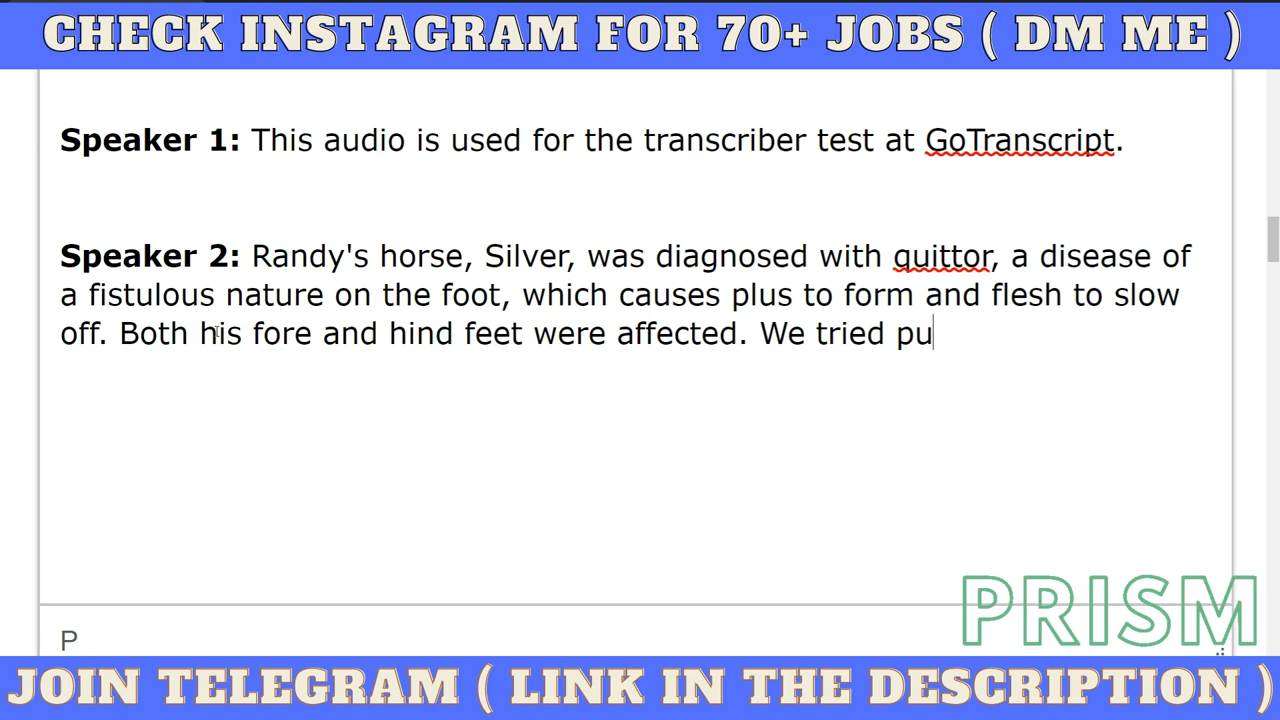 CHECK INSTAGRAM FOR 70+ JOBS ( DM ME )
Speaker 1: This audio is used for the transcriber test at GoTranscript.
Speaker 2: Randy's horse, Silver, was diagnosed with quittor, a disease of
a fistulous nature on the foot, which causes plus to form and flesh to slow
off. Both his fore and hind feet were affected. We tried pu
PRISM
P
JOIN TELEGRAM ( LINK IN THE DESCRIPTION )